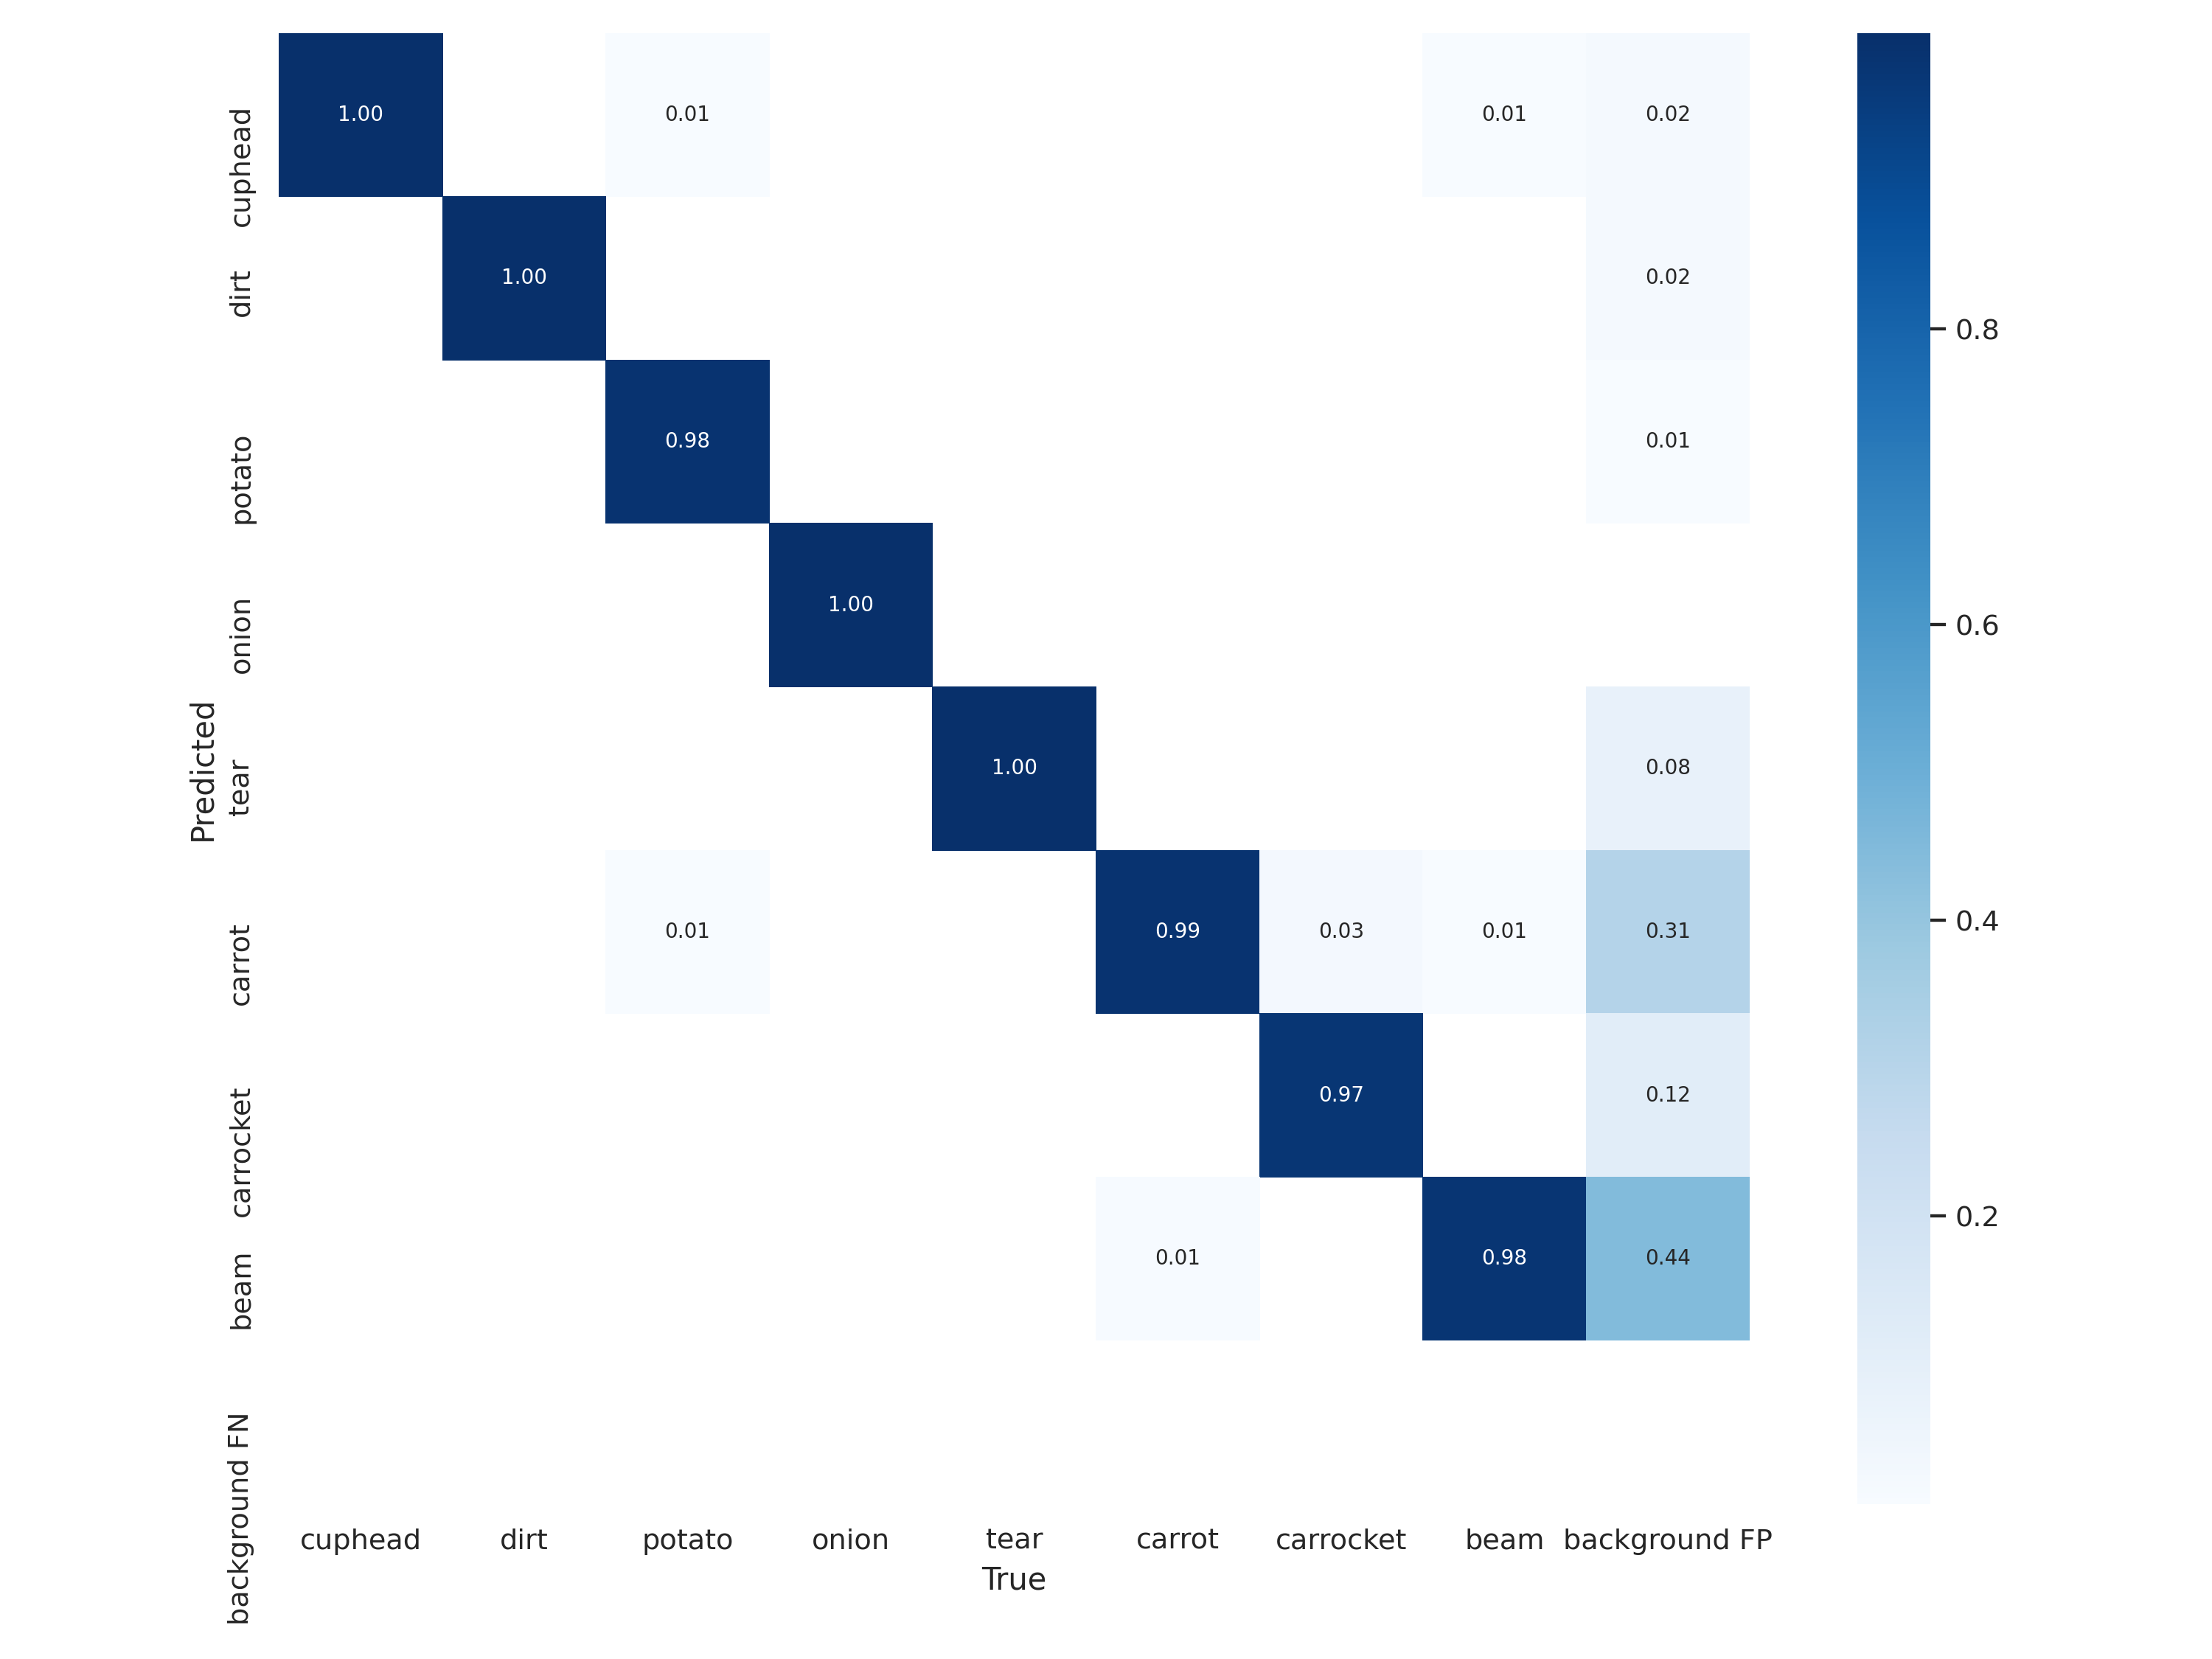 Predicted
cuphead
dirt
potato
onion
tear
carrot
carrocket
beam
background FN
1.00 0.01 0.01 0.02
1.00 0.02
0.98 0.01
1.00
1.00 0.08
0.01 0.99 0.03 0.01 0.31
0.97 0.12
0.01 0.98 0.44
cuphead dirt potato onion tear carrot carrocket beam background FP
True
0.8
0.6
0.4
0.2